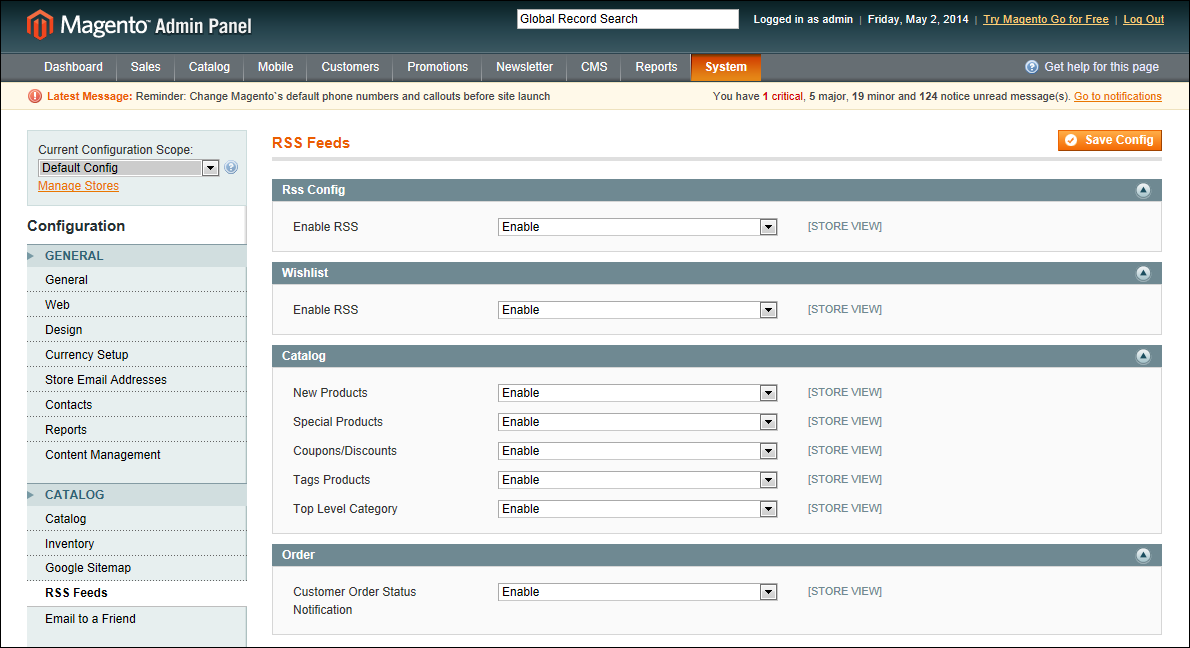 Magento™ Admin Panel
Global Record Search
Logged in as admin | Friday, May 2, 2014 | Try Magento Go for Free | Log Out
Dashboard Sales Catalog Mobile Customers Promotions Newsletter CMS Reports System
Get help for this page
Latest Message: Reminder: Change Magento`s default phone numbers and callouts before site launch
You have 1 critical, 5 major, 19 minor and 124 notice unread message(s). Go to notifications
Current Configuration Scope:
Default Config
Manage Stores
Configuration
GENERAL
General
Web
Design
Currency Setup
Store Email Addresses
Contacts
Reports
Content Management
CATALOG
Catalog
Inventory
Google Sitemap
RSS Feeds
Email to a Friend
RSS Feeds
Save Config
Rss Config
Enable RSS Enable [STORE VIEW]
Wishlist
Enable RSS Enable [STORE VIEW]
Catalog
New Products Enable [STORE VIEW]
Special Products Enable [STORE VIEW]
Coupons/Discounts Enable [STORE VIEW]
Tags Products Enable [STORE VIEW]
Top Level Category Enable [STORE VIEW]
Order
Customer Order Status Enable [STORE VIEW]
Notification